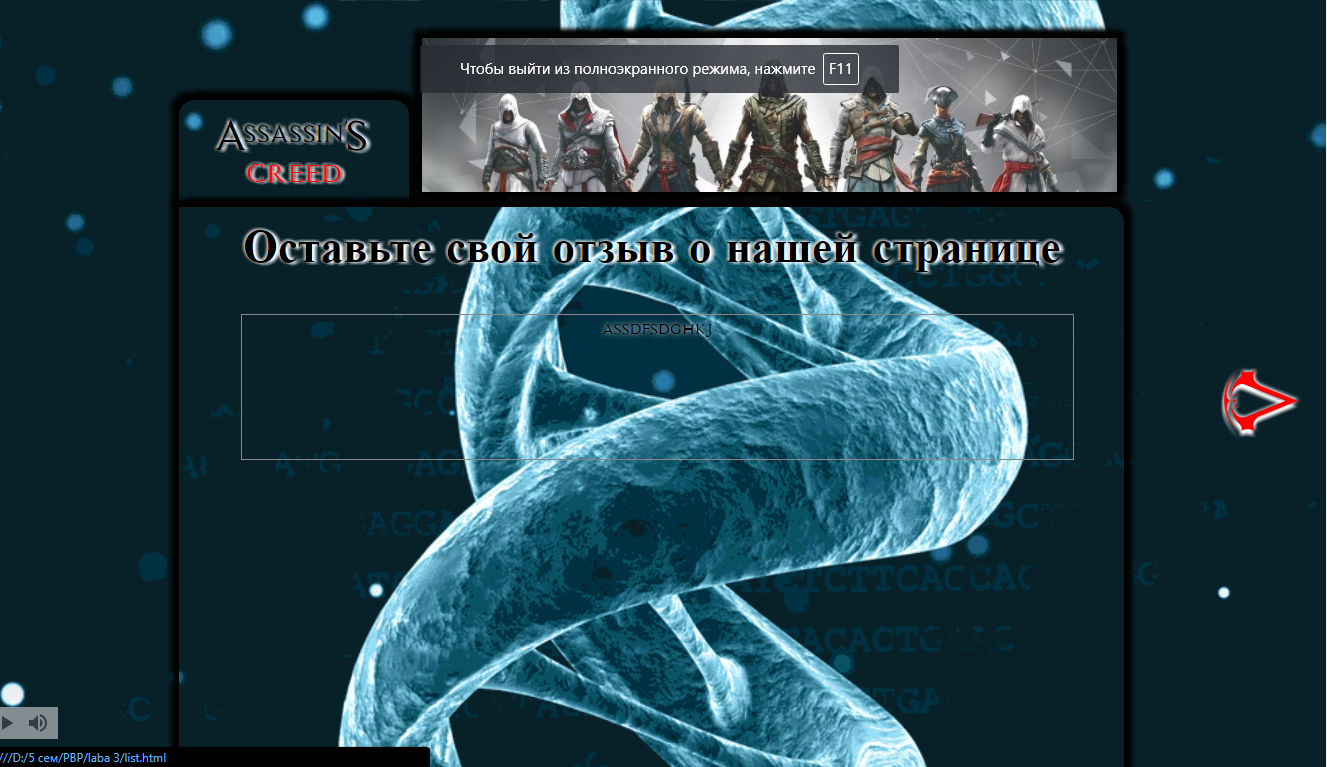 Чтобы выйти из полноэкранного режима, нажмите F11
Assassin's
Creed
Оставьте свой отзыв о нашей странице
ASSDFSDGHKJ
///D:/5 сем/PBP/laba 3/list.html